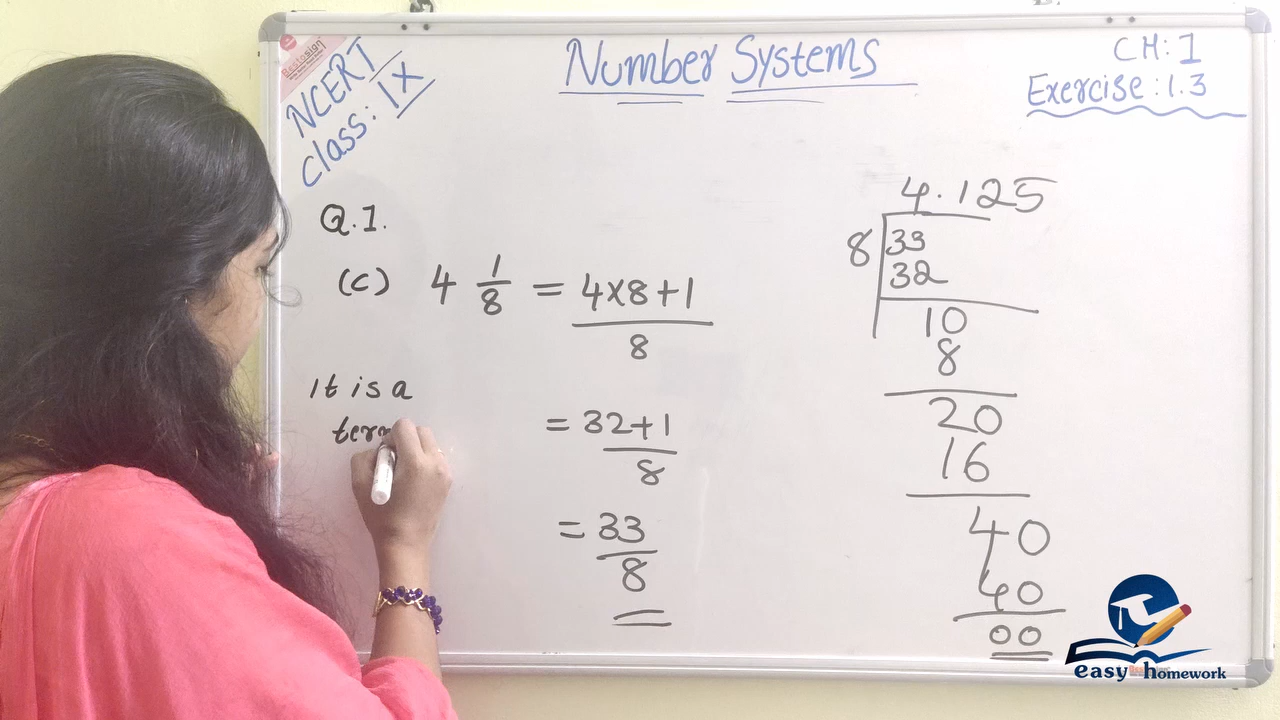 NCERT
class: IX
Number Systems
CH: 1
Exercise: 1.3
Q.1.
(C) 4 1/8 = 4×8+1/8
= 32+1/8
= 33/8
It is a
4.125
8 33
32
10
8
20
16
40
40
00
easy homework